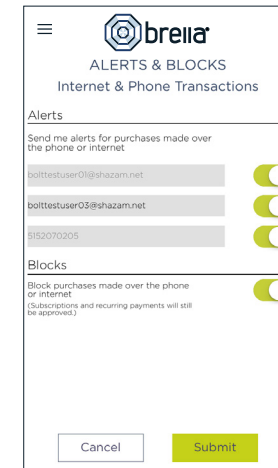 brella
ALERTS & BLOCKS
Internet & Phone Transactions
Alerts
Send me alerts for purchases made over
the phone or internet
bolttestuser01@shazam.net
bolttestuser03@shazam.net
5152070205
Blocks
Block purchases made over the phone
or internet
(Subscriptions and recurring payments will still
be approved.)
Cancel
Submit